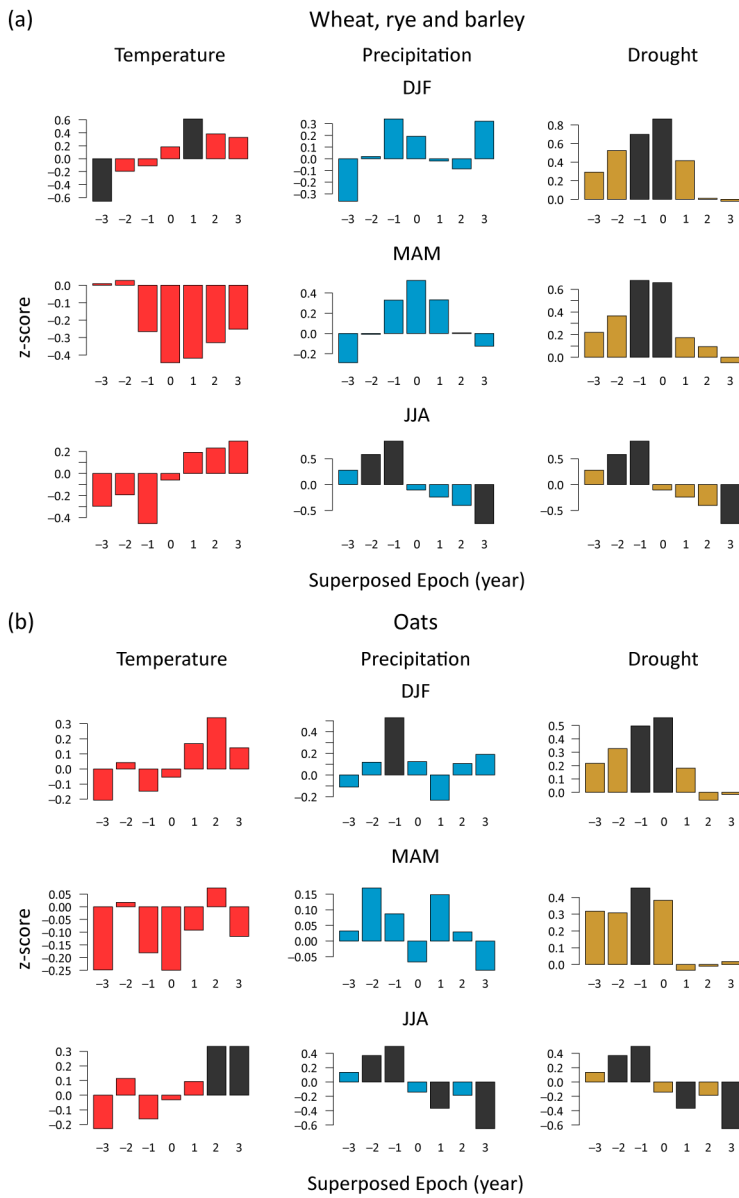 (a) Wheat, rye and barley
Temperature Precipitation Drought
DJF
0.6 0.4 0.2 0.0 −0.2 −0.4 −0.6
−3 −2 −1 0 1 2 3
0.3 0.2 0.1 0.0 −0.1 −0.2 −0.3
−3 −2 −1 0 1 2 3
0.8 0.6 0.4 0.2 0.0
−3 −2 −1 0 1 2 3
MAM
z-score
0.0 −0.1 −0.2 −0.3 −0.4
−3 −2 −1 0 1 2 3
0.4 0.2 0.0 −0.2
−3 −2 −1 0 1 2 3
0.6 0.4 0.2 0.0
−3 −2 −1 0 1 2 3
JJA
0.2 0.0 −0.2 −0.4
−3 −2 −1 0 1 2 3
0.5 0.0 −0.5
−3 −2 −1 0 1 2 3
0.5 0.0 −0.5
−3 −2 −1 0 1 2 3
Superposed Epoch (year)
(b) Oats
Temperature Precipitation Drought
DJF
0.3 0.2 0.1 0.0 −0.1 −0.2
−3 −2 −1 0 1 2 3
0.4 0.2 0.1 0.0 −0.2
−3 −2 −1 0 1 2 3
0.5 0.4 0.3 0.2 0.1 0.0
−3 −2 −1 0 1 2 3
MAM
z-score
0.05 0.00 −0.05 −0.10 −0.15 −0.20 −0.25
−3 −2 −1 0 1 2 3
0.15 0.10 0.05 0.00 −0.05
−3 −2 −1 0 1 2 3
0.4 0.3 0.2 0.1 0.0
−3 −2 −1 0 1 2 3
JJA
0.3 0.2 0.1 0.0 −0.1 −0.2
−3 −2 −1 0 1 2 3
0.4 0.2 0.0 −0.2 −0.4 −0.6
−3 −2 −1 0 1 2 3
0.4 0.2 0.0 −0.2 −0.4 −0.6
−3 −2 −1 0 1 2 3
Superposed Epoch (year)